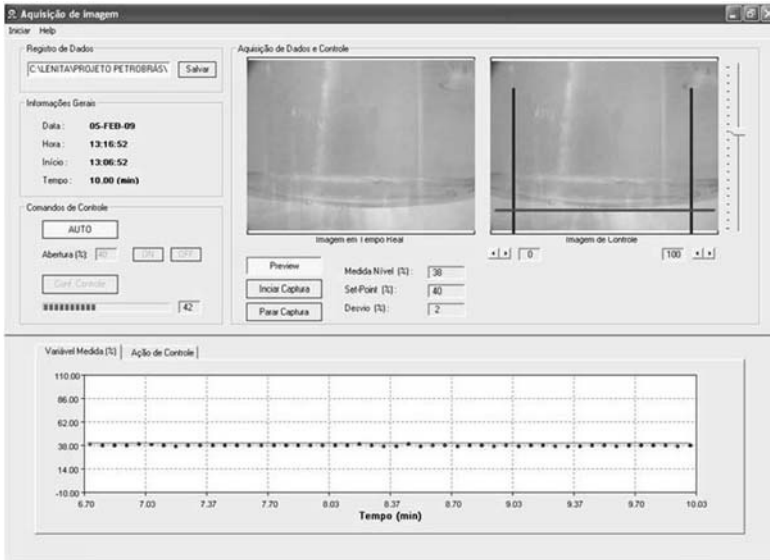 Aquisição de imagem
Iniciar Help
Registro de Dados
C:\LENITA\PROJETO PETROBRÁS\ Salvar
Informações Gerais
Data : 05-FEB-09
Hora : 13:16:52
Início : 13:06:52
Tempo : 10.00 (min)
Comandos de Controle
AUTO
Abertura (%): 40 ON OFF
Conf. Controle
42
Aquisição de Dados e Controle
Imagem em Tempo Real
Imagem de Controle
0 100
Preview
Iniciar Captura
Parar Captura
Medida Nível (%) : 38
Set-Point (%) : 40
Desvio (%) : 2
Variável Medida (%) Ação de Controle
110.00
86.00
62.00
38.00
14.00
-10.00
6.70 7.03 7.37 7.70 8.03 8.37 8.70 9.03 9.37 9.70 10.03
Tempo (min)